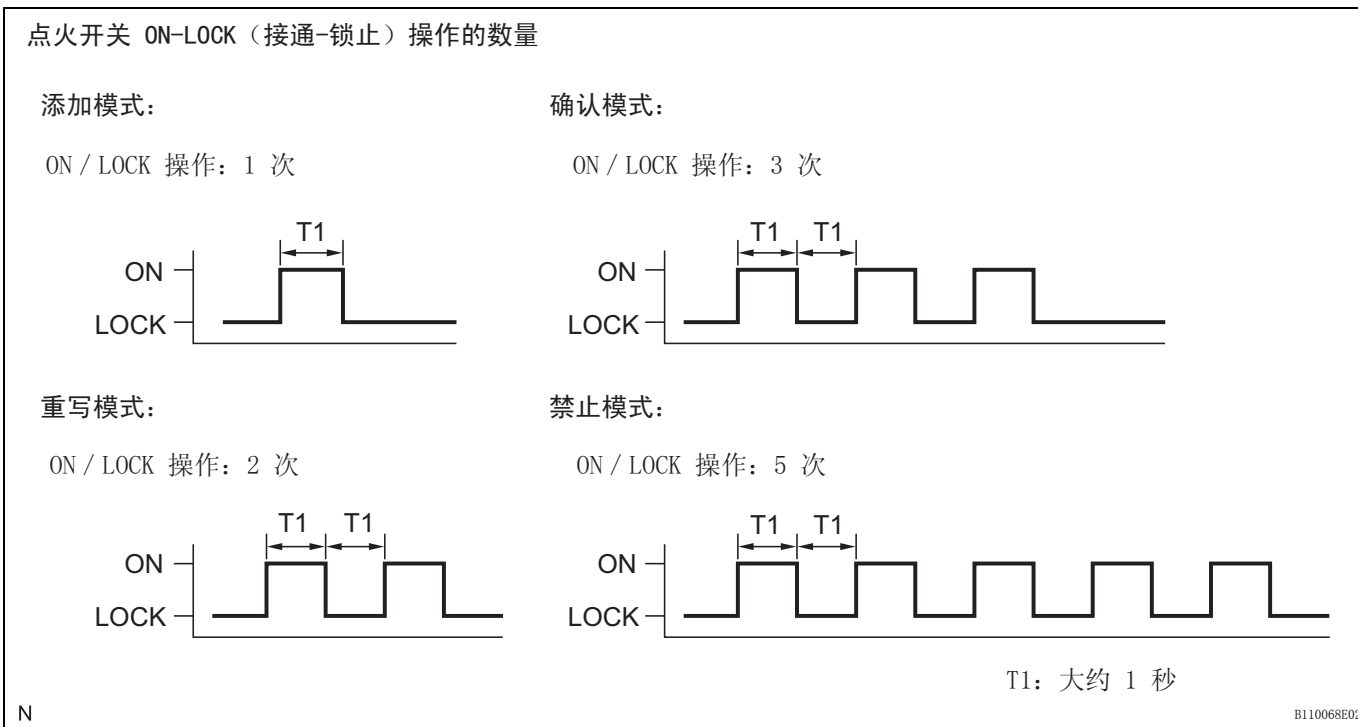 点火开关 ON-LOCK（接通-锁止）操作的数量
添加模式：
ON / LOCK 操作：1 次
T1
ON
LOCK
确认模式：
ON / LOCK 操作：3 次
T1 T1
ON
LOCK
重写模式：
ON / LOCK 操作：2 次
T1 T1
ON
LOCK
禁止模式：
ON / LOCK 操作：5 次
T1 T1
ON
LOCK
T1：大约 1 秒
N
B110068E02